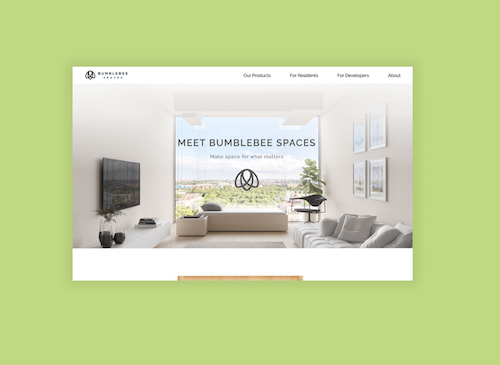 BUMBLEBEE
SPACES
Our Products
For Residents
For Developers
About
MEET BUMBLEBEE SPACES
Make space for what matters